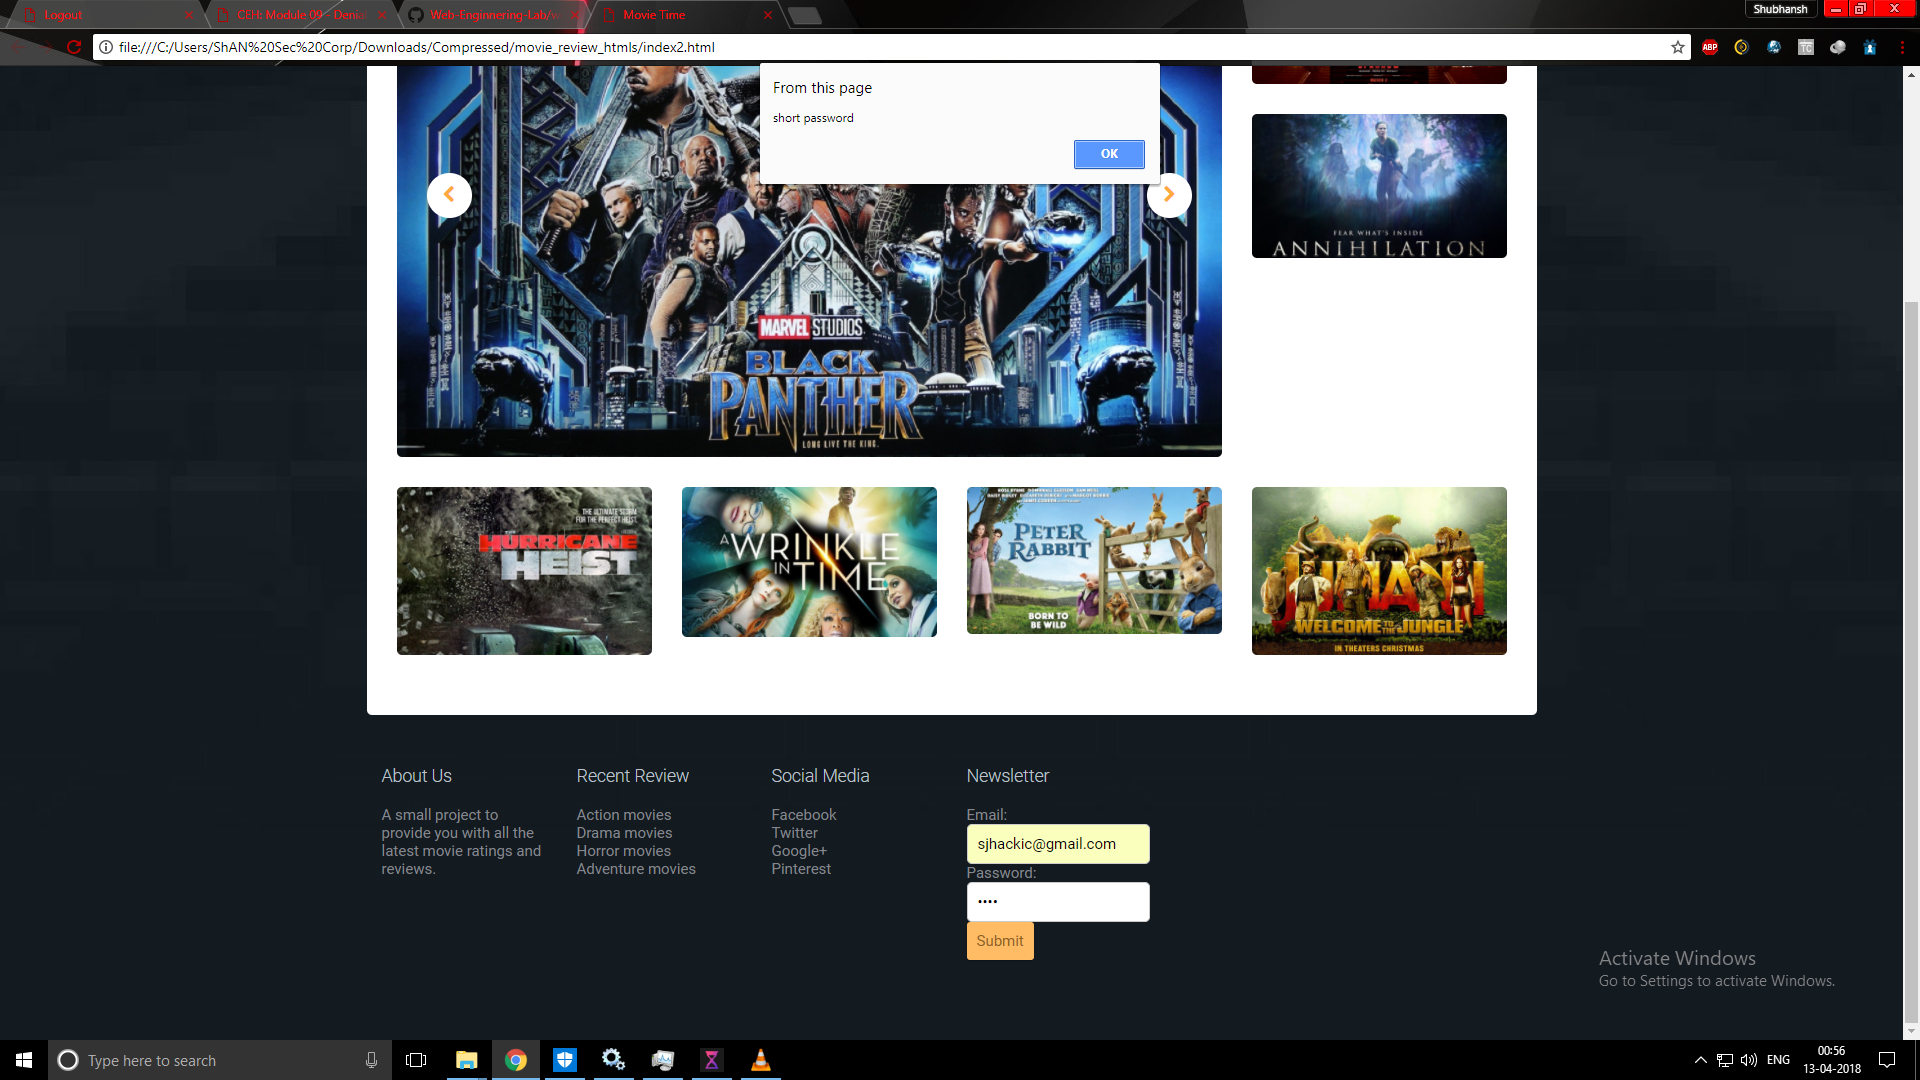 Logout
CEH: Module 09 - Denial
Web-Enginnering-Lab/w
Movie Time
Shubhansh
file:///C:/Users/ShAN%20Sec%20Corp/Downloads/Compressed/movie_review_htmls/index2.html
ABP
TC
From this page
short password
OK
FEAR WHAT'S INSIDE
ANNIHILATION
MARVEL STUDIOS
BLACK
PANTHER
LONG LIVE THE KING.
THE ULTIMATE STORM
FOR THE PERFECT HEIST
HURRICANE
HEIST
A WRINKLE
IN
TIME
PETER
RABBIT
BORN TO
BE WILD
JUMANJI
WELCOME TO THE JUNGLE
IN THEATERS CHRISTMAS
About Us
A small project to
provide you with all the
latest movie ratings and
reviews.
Recent Review
Action movies
Drama movies
Horror movies
Adventure movies
Social Media
Facebook
Twitter
Google+
Pinterest
Newsletter
Email:
sjhackic@gmail.com
Password:
••••
Submit
Activate Windows
Go to Settings to activate Windows.
Type here to search
ENG
00:56
13-04-2018